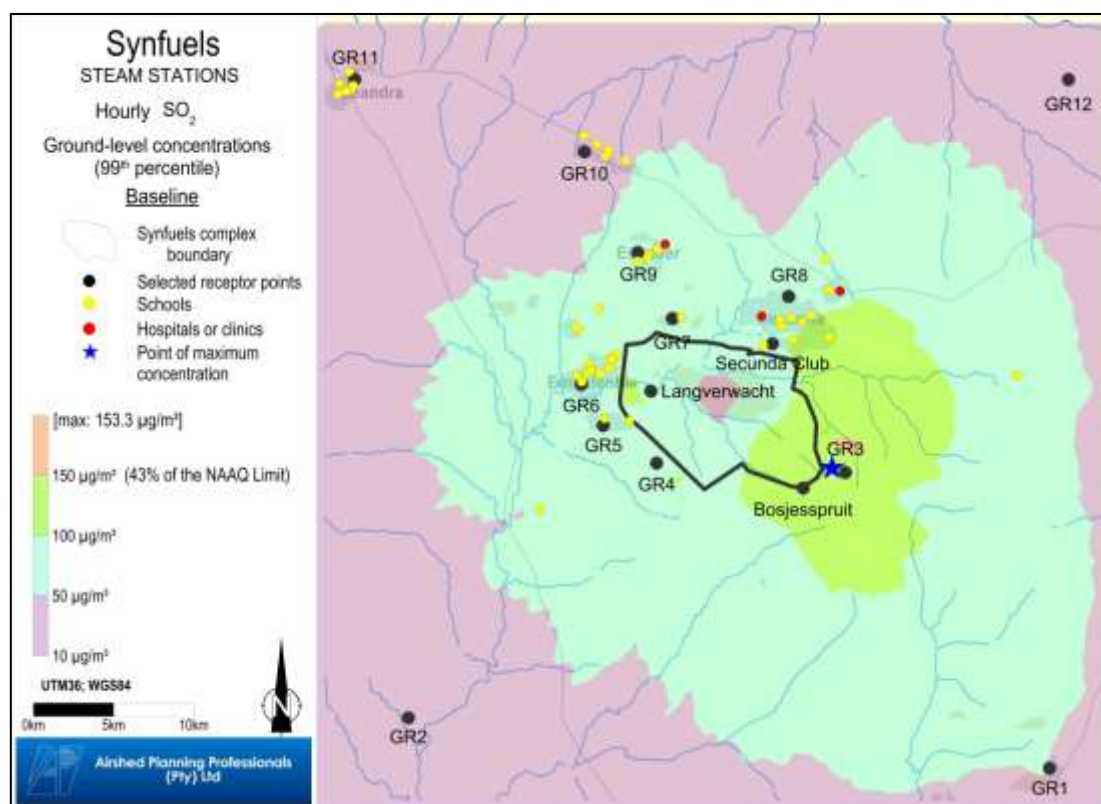 Synfuels
STEAM STATIONS
Hourly SO₂
Ground-level concentrations
(99th percentile)
Baseline
Synfuels complex
boundary
Selected receptor points
Schools
Hospitals or clinics
Point of maximum
concentration
[max: 153.3 µg/m³]
150 µg/m³ (43% of the NAAQ Limit)
100 µg/m³
50 µg/m³
10 µg/m³
UTM36; WGS84
0km 5km 10km
N
Airshed Planning Professionals
(Pty) Ltd
GR11
GR12
GR10
GR9
GR8
GR7
Secunda Club
Langverwacht
GR6
GR5
GR3
GR4
Bosjesspruit
GR2
GR1